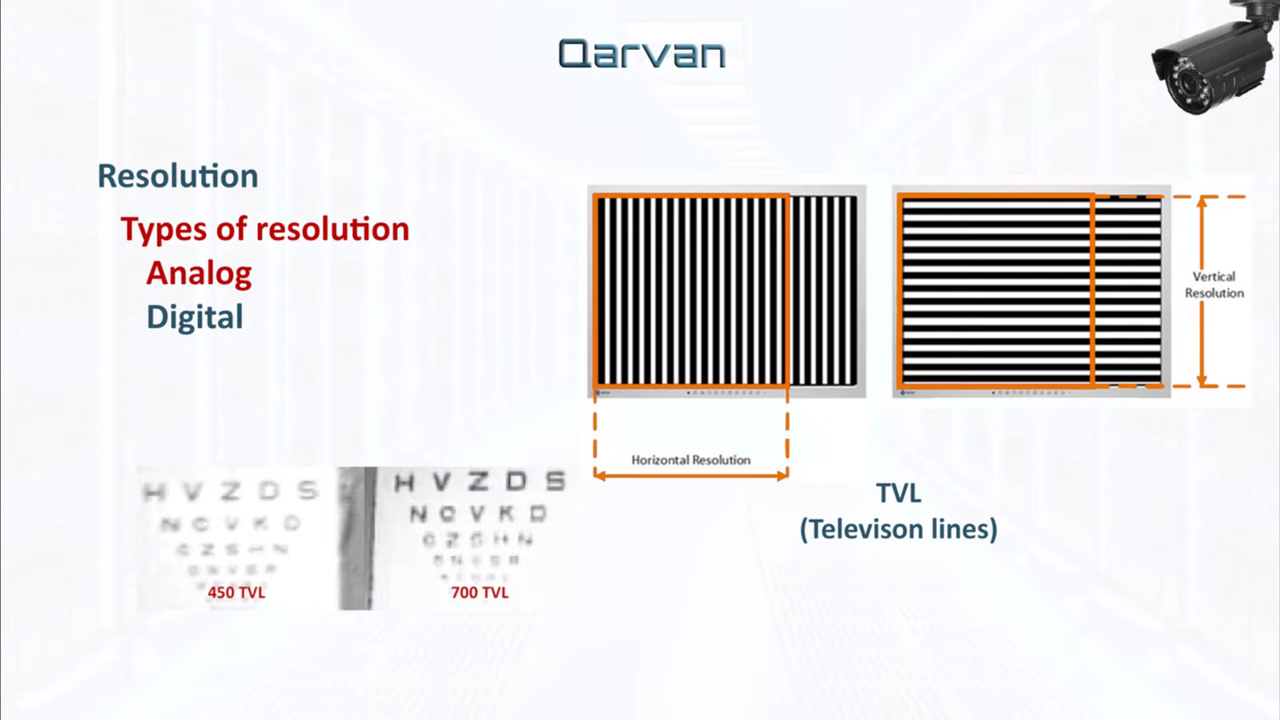 Qarvan
Resolution
Types of resolution
Analog
Digital
Vertical
Resolution
Horizontal Resolution
TVL
(Televison lines)
H V Z D S
N C V K D
C Z S H N
450 TVL
H V Z D S
N C V K D
C Z S H N
700 TVL